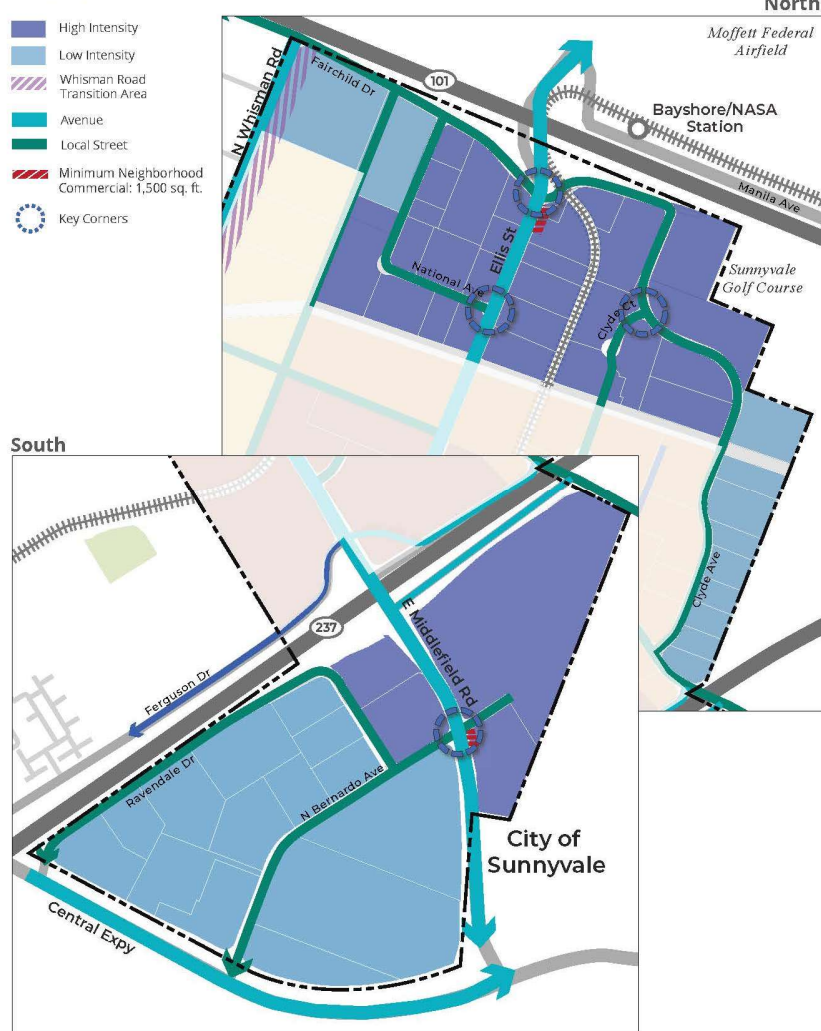 High Intensity
Low Intensity
Whisman Road
Transition Area
Avenue
Local Street
Minimum Neighborhood
Commercial: 1,500 sq. ft.
Key Corners
North
Moffett Federal
Airfield
101
N Whisman Rd
Fairchild Dr
Bayshore/NASA
Station
Manila Ave
Ellis St
National Ave
Clyde Ct
Sunnyvale
Golf Course
Clyde Ave
South
237
E Middlefield Rd
Ferguson Dr
Ravendale Dr
N Bernardo Ave
City of
Sunnyvale
Central Expy